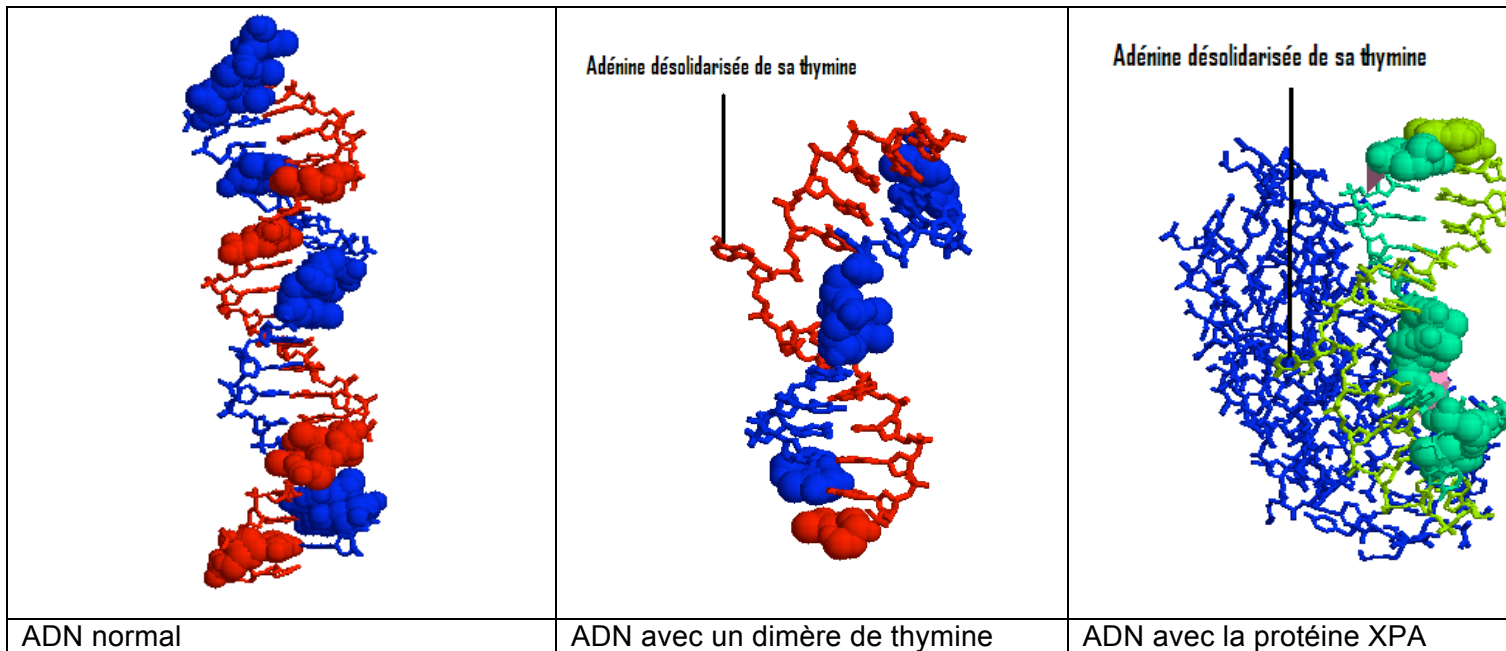 Adénine désolidarisée de sa thymine
Adénine désolidarisée de sa thymine
ADN normal
ADN avec un dimère de thymine
ADN avec la protéine XPA